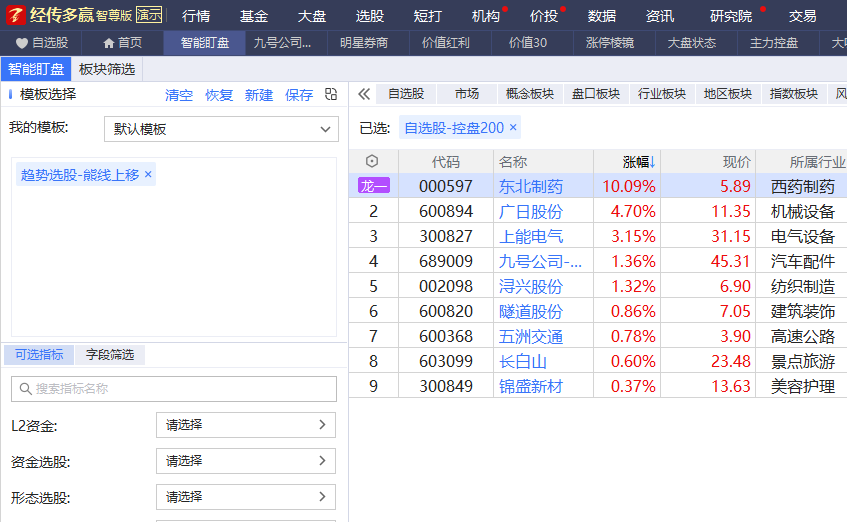 经传多赢 智尊版 演示 行情 基金 大盘 选股 短打 机构 价投 数据 资讯 研究院 交易
自选股 首页 智能盯盘 九号公司... 明星券商 价值红利 价值30 涨停棱镜 大盘状态 主力控盘
智能盯盘 板块筛选
模板选择 清空 恢复 新建 保存
我的模板: 默认模板
趋势选股-熊线上移 ×
可选指标 字段筛选
搜索指标名称
L2资金: 请选择
资金选股: 请选择
形态选股: 请选择
自选股 市场 概念板块 盘口板块 行业板块 地区板块 指数板块 风
已选: 自选股-控盘200 ×
代码 名称 涨幅↓ 现价 所属行业
龙一 000597 东北制药 10.09% 5.89 西药制药
2 600894 广日股份 4.70% 11.35 机械设备
3 300827 上能电气 3.15% 31.15 电气设备
4 689009 九号公司-... 1.36% 45.31 汽车配件
5 002098 浔兴股份 1.32% 6.90 纺织制造
6 600820 隧道股份 0.86% 7.05 建筑装饰
7 600368 五洲交通 0.78% 3.90 高速公路
8 603099 长白山 0.60% 23.48 景点旅游
9 300849 锦盛新材 0.37% 13.63 美容护理